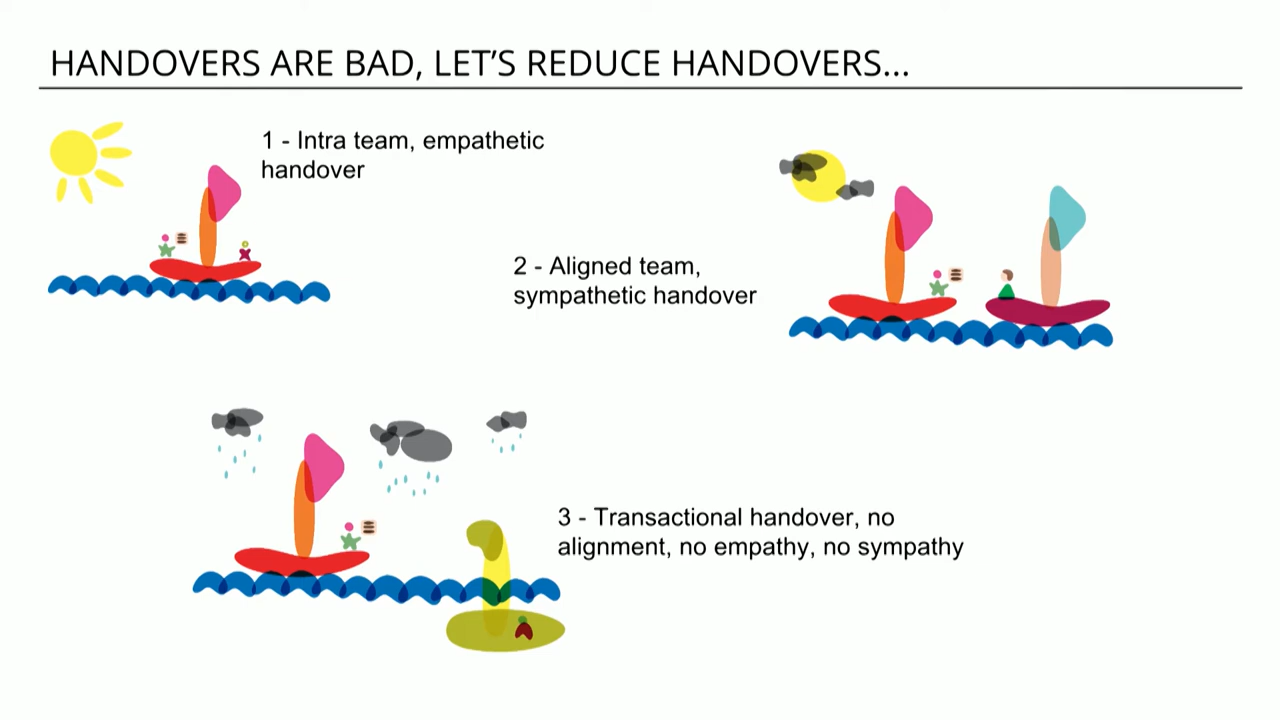 HANDOVERS ARE BAD, LET'S REDUCE HANDOVERS...
1 - Intra team, empathetic
handover
2 - Aligned team,
sympathetic handover
3 - Transactional handover, no
alignment, no empathy, no sympathy